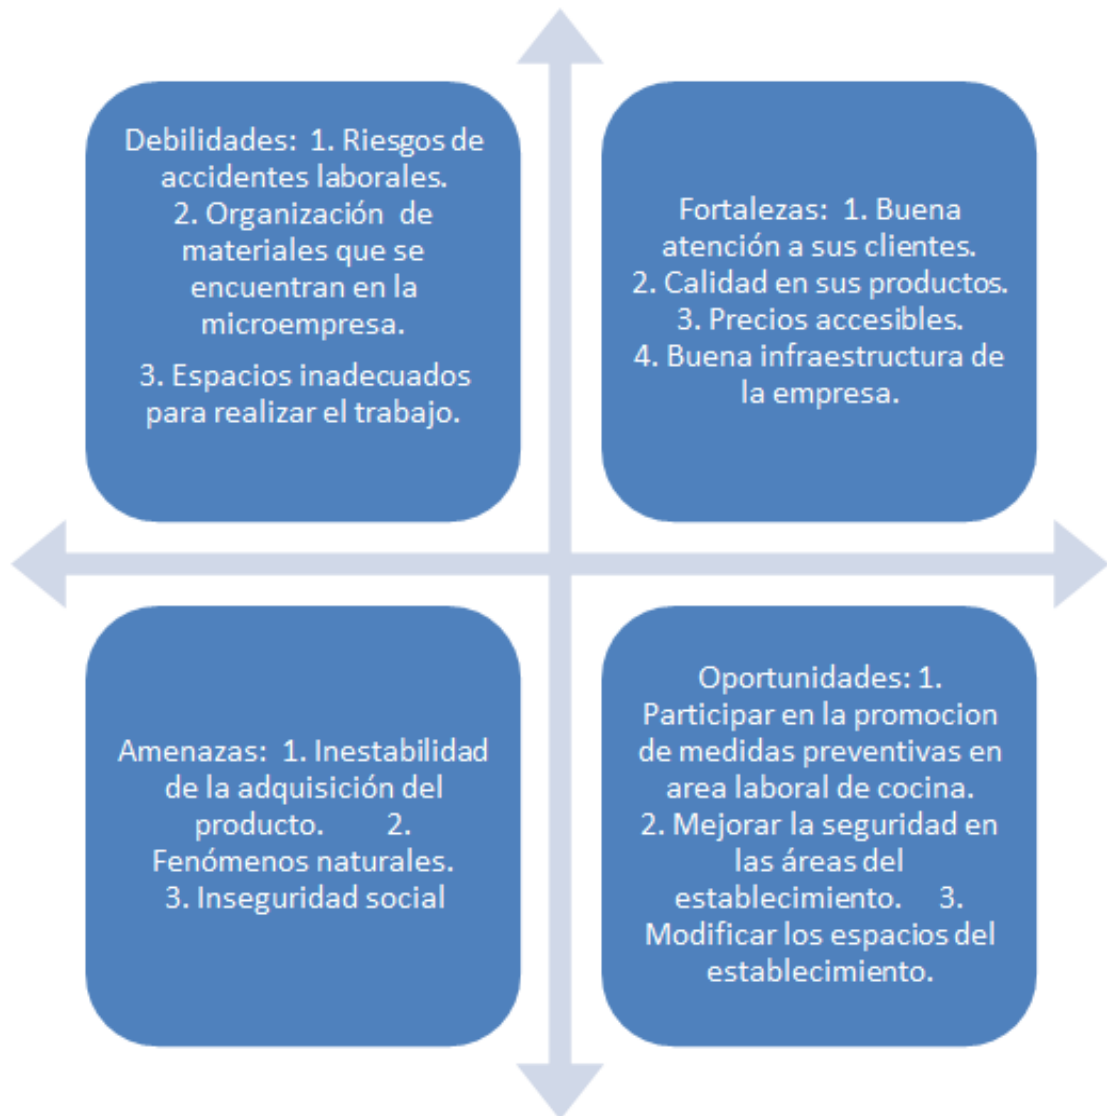 Debilidades: 1. Riesgos de
accidentes laborales.
2. Organización de
materiales que se
encuentran en la
microempresa.
3. Espacios inadecuados
para realizar el trabajo.
Fortalezas: 1. Buena
atención a sus clientes.
2. Calidad en sus productos.
3. Precios accesibles.
4. Buena infraestructura de
la empresa.
Amenazas: 1. Inestabilidad
de la adquisición del
producto. 2.
Fenómenos naturales.
3. Inseguridad social
Oportunidades: 1.
Participar en la promocion
de medidas preventivas en
area laboral de cocina.
2. Mejorar la seguridad en
las áreas del
establecimiento. 3.
Modificar los espacios del
establecimiento.